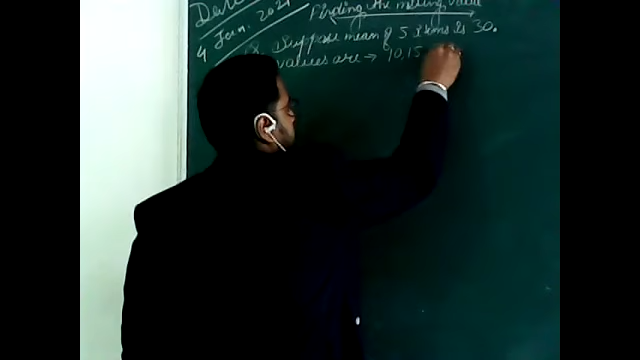 Date
4 Jan. 2021
Finding the missing value
Q. Suppose mean of 5 items is 30.
values are → 10, 15